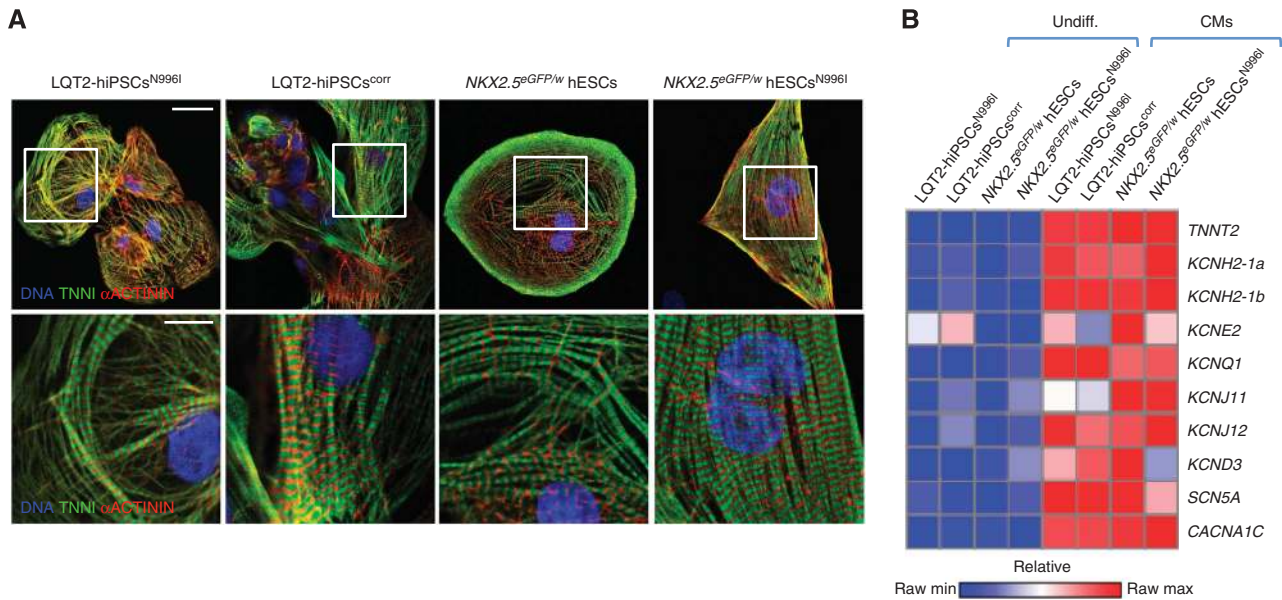 A
LQT2-hiPSCsᴺ⁹⁹⁶ᴵ
LQT2-hiPSCsᶜᵒʳʳ
NKX2.5ᵉᴳᶠᴾ/ʷ hESCs
NKX2.5ᵉᴳᶠᴾ/ʷ hESCsᴺ⁹⁹⁶ᴵ
DNA TNNI αACTININ
DNA TNNI αACTININ
B
Undiff.
CMs
LQT2-hiPSCsᴺ⁹⁹⁶ᴵ
LQT2-hiPSCsᶜᵒʳʳ
NKX2.5ᵉᴳᶠᴾ/ʷ hESCs
NKX2.5ᵉᴳᶠᴾ/ʷ hESCsᴺ⁹⁹⁶ᴵ
LQT2-hiPSCsᴺ⁹⁹⁶ᴵ
LQT2-hiPSCsᶜᵒʳʳ
NKX2.5ᵉᴳᶠᴾ/ʷ hESCs
NKX2.5ᵉᴳᶠᴾ/ʷ hESCsᴺ⁹⁹⁶ᴵ
TNNT2
KCNH2-1a
KCNH2-1b
KCNE2
KCNQ1
KCNJ11
KCNJ12
KCND3
SCN5A
CACNA1C
Relative
Raw min
Raw max